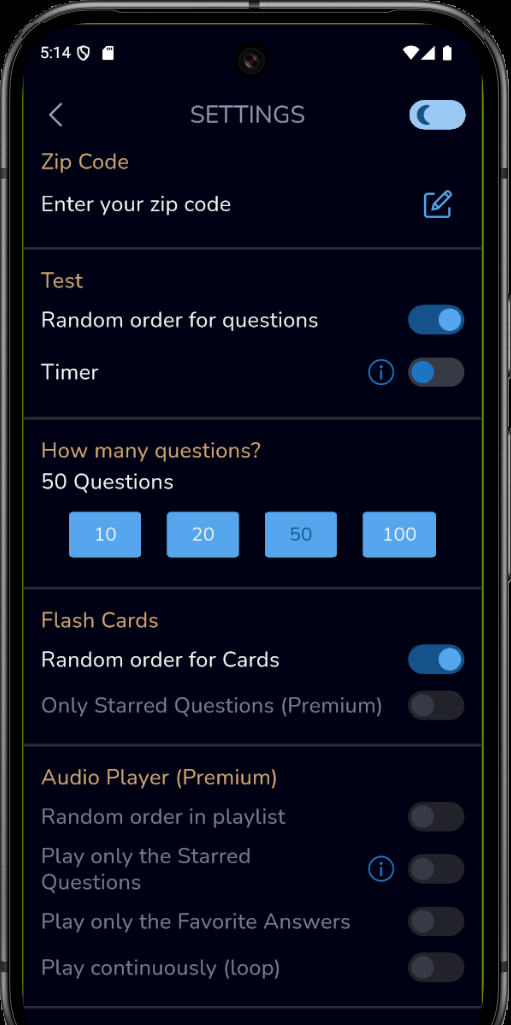 5:14
SETTINGS
Zip Code
Enter your zip code
Test
Random order for questions
Timer
How many questions?
50 Questions
10 20 50 100
Flash Cards
Random order for Cards
Only Starred Questions (Premium)
Audio Player (Premium)
Random order in playlist
Play only the Starred
Questions
Play only the Favorite Answers
Play continuously (loop)